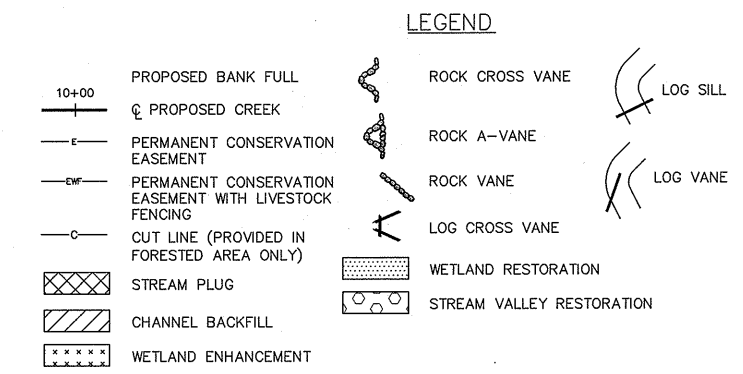 LEGEND
PROPOSED BANK FULL
10+00
℄ PROPOSED CREEK
E
PERMANENT CONSERVATION
EASEMENT
EWF
PERMANENT CONSERVATION
EASEMENT WITH LIVESTOCK
FENCING
C
CUT LINE (PROVIDED IN
FORESTED AREA ONLY)
STREAM PLUG
CHANNEL BACKFILL
WETLAND ENHANCEMENT
ROCK CROSS VANE
ROCK A-VANE
ROCK VANE
LOG CROSS VANE
WETLAND RESTORATION
STREAM VALLEY RESTORATION
LOG SILL
LOG VANE